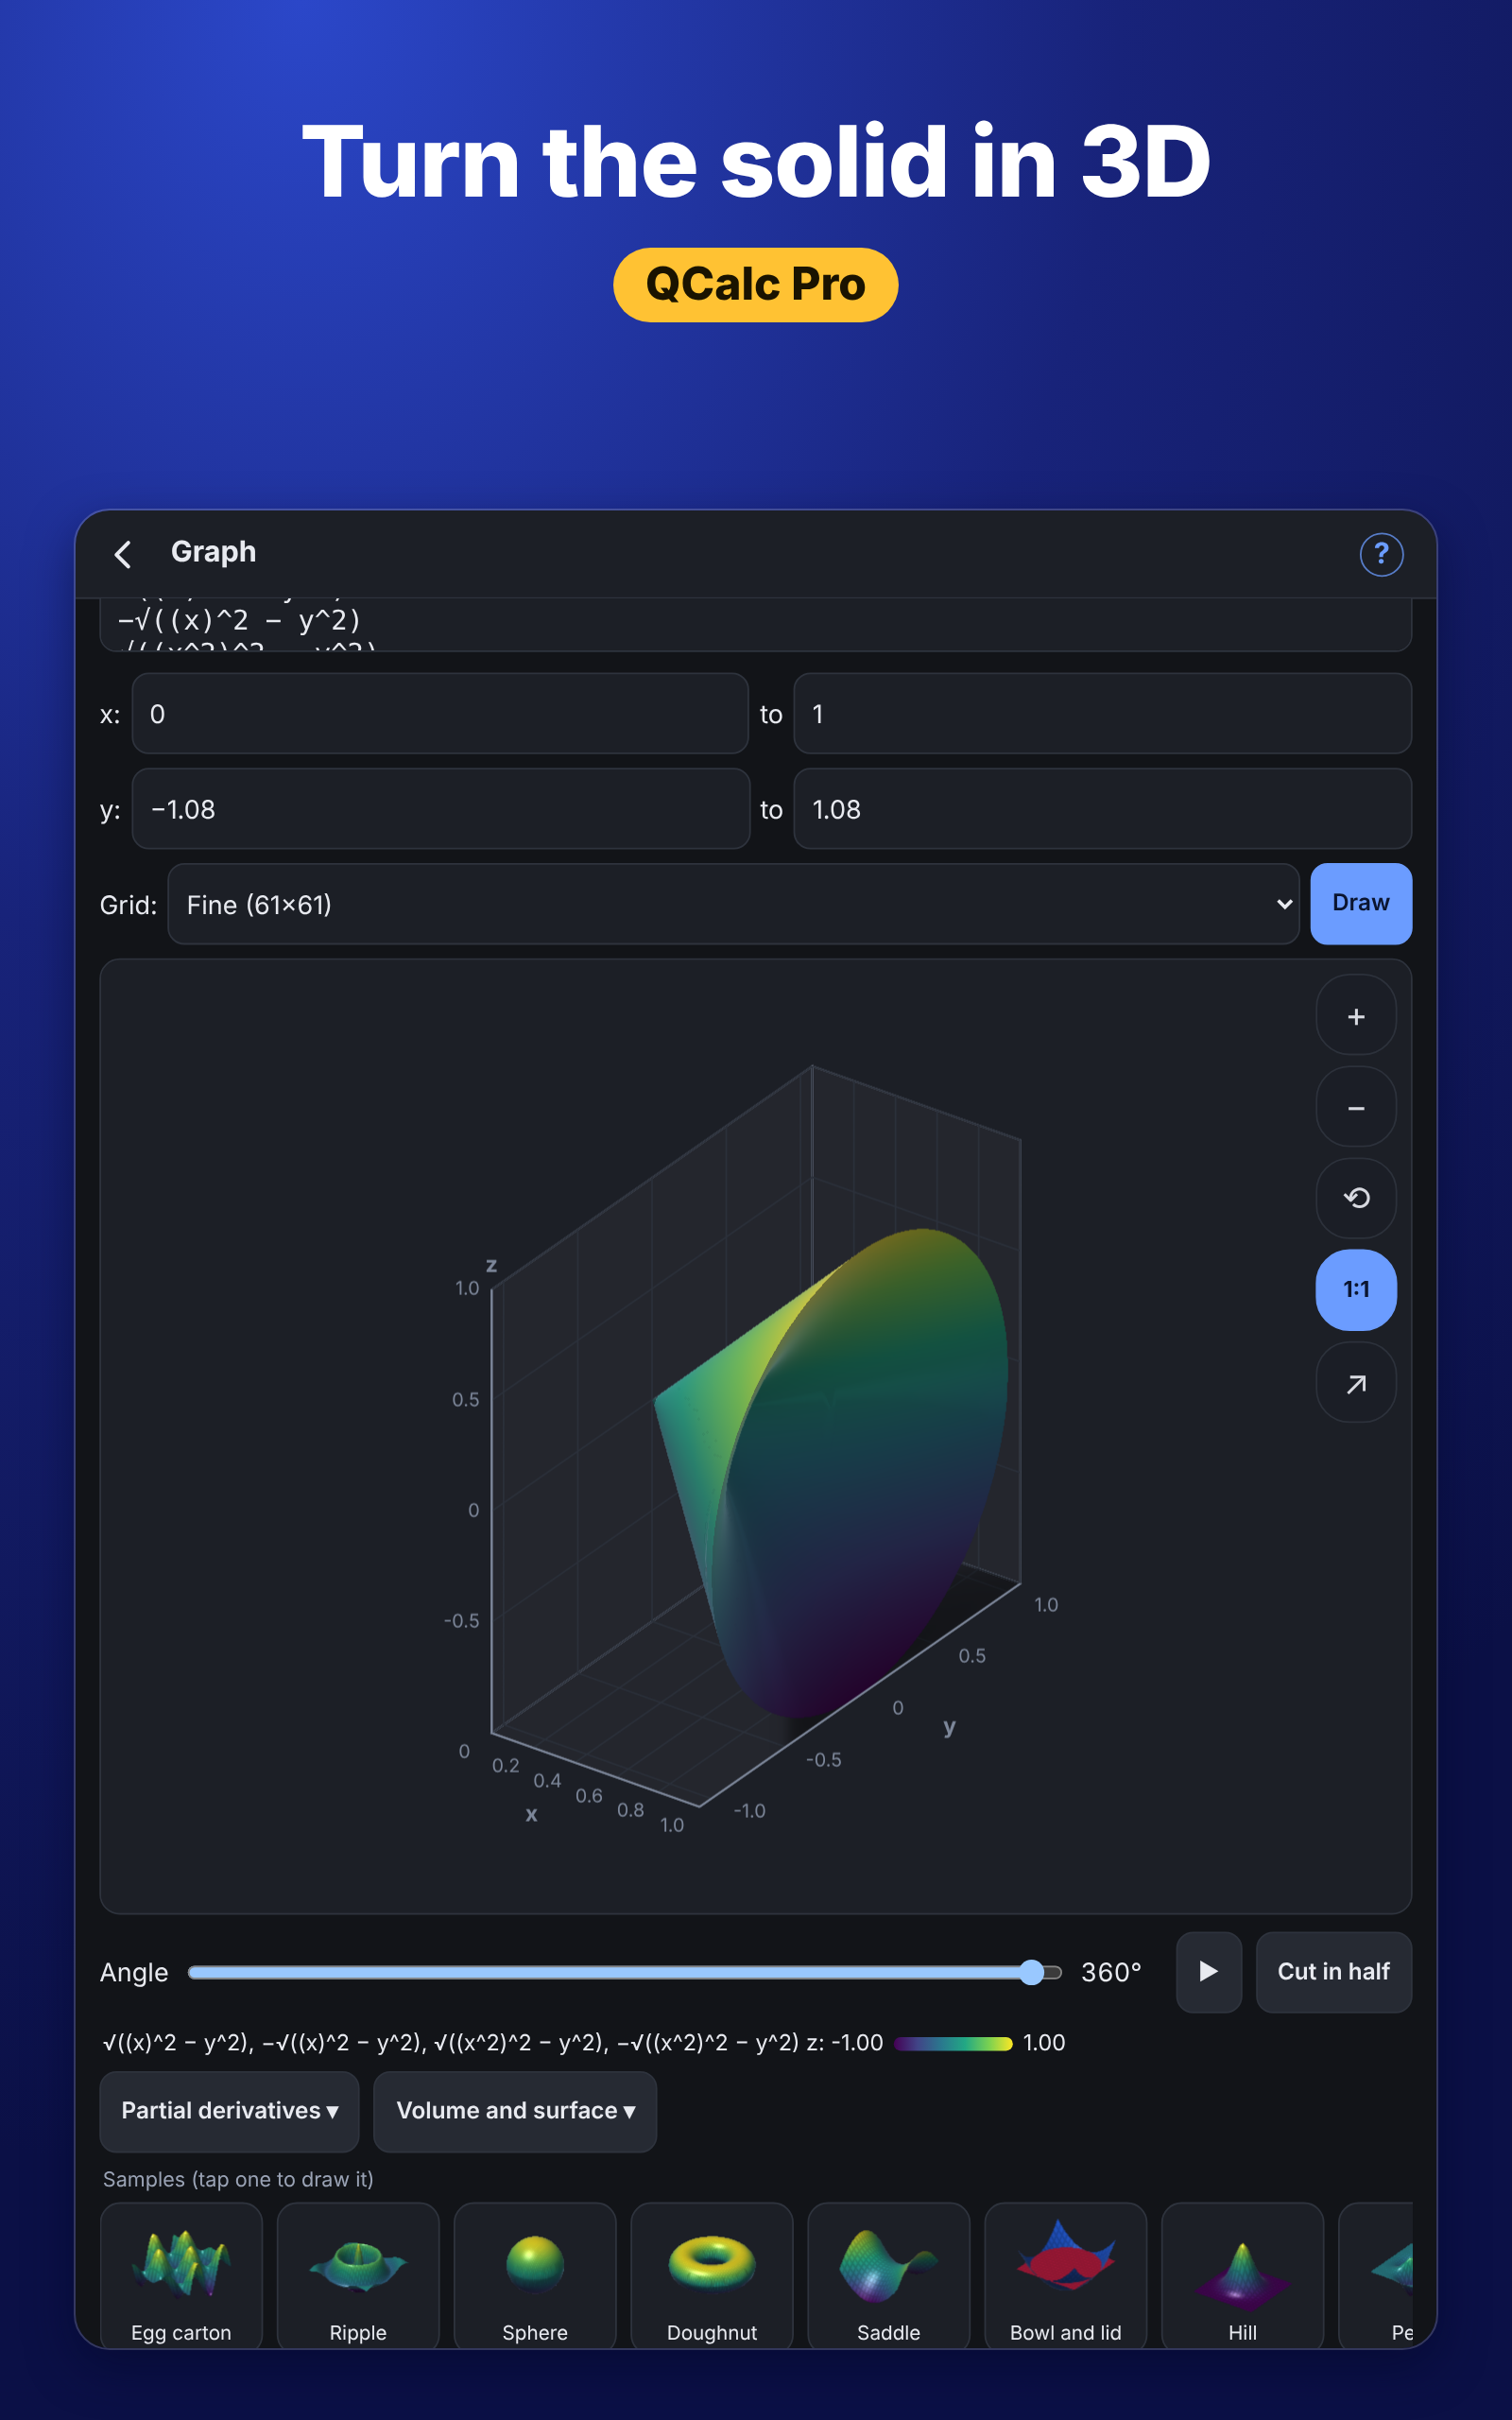 Turn the solid in 3D
QCalc Pro
Graph
?
−√((x)^2 − y^2)
x:
0
to
1
y:
−1.08
to
1.08
Grid:
Fine (61×61)
Draw
+
−
1:1
z
1.0
0.5
0
-0.5
0
0.2
0.4
0.6
0.8
1.0
x
-1.0
-0.5
0
0.5
1.0
y
Angle
360°
Cut in half
√((x)^2 − y^2), −√((x)^2 − y^2), √((x^2)^2 − y^2), −√((x^2)^2 − y^2) z: -1.00 1.00
Partial derivatives ▾
Volume and surface ▾
Samples (tap one to draw it)
Egg carton
Ripple
Sphere
Doughnut
Saddle
Bowl and lid
Hill